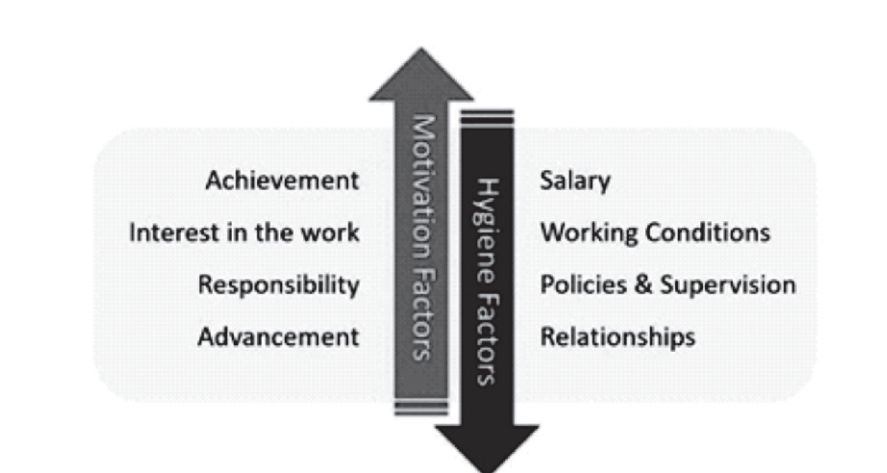 Achievement
Interest in the work
Responsibility
Advancement
Motivation Factors
Hygiene Factors
Salary
Working Conditions
Policies & Supervision
Relationships